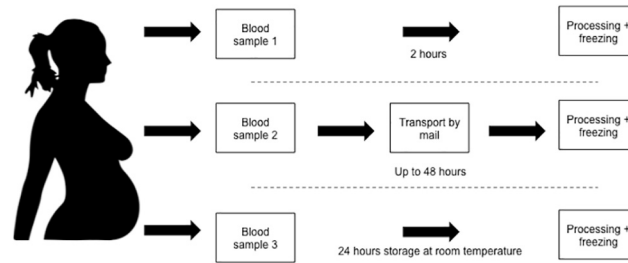 Blood
sample 1
2 hours
Processing +
freezing
Blood
sample 2
Transport by
mail
Up to 48 hours
Processing +
freezing
Blood
sample 3
24 hours storage at room temperature
Processing +
freezing